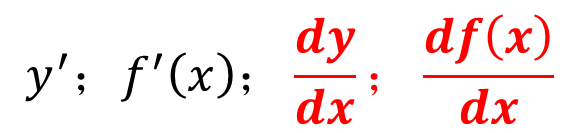 y′； f′(x)； dy/dx； df(x)/dx